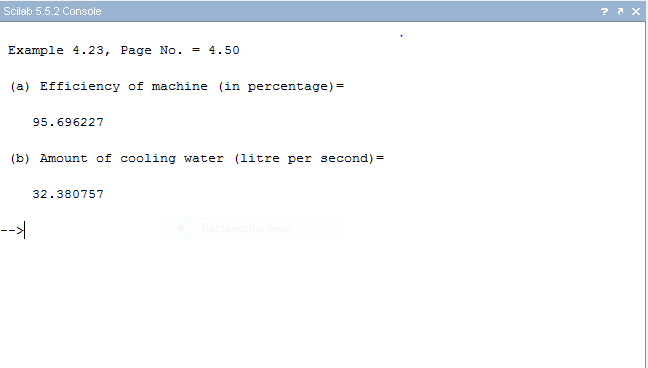 Scilab 5.5.2 Console
Example 4.23, Page No. = 4.50
(a) Efficiency of machine (in percentage)=
95.696227
(b) Amount of cooling water (litre per second)=
32.380757
-->
Rectangular Snip